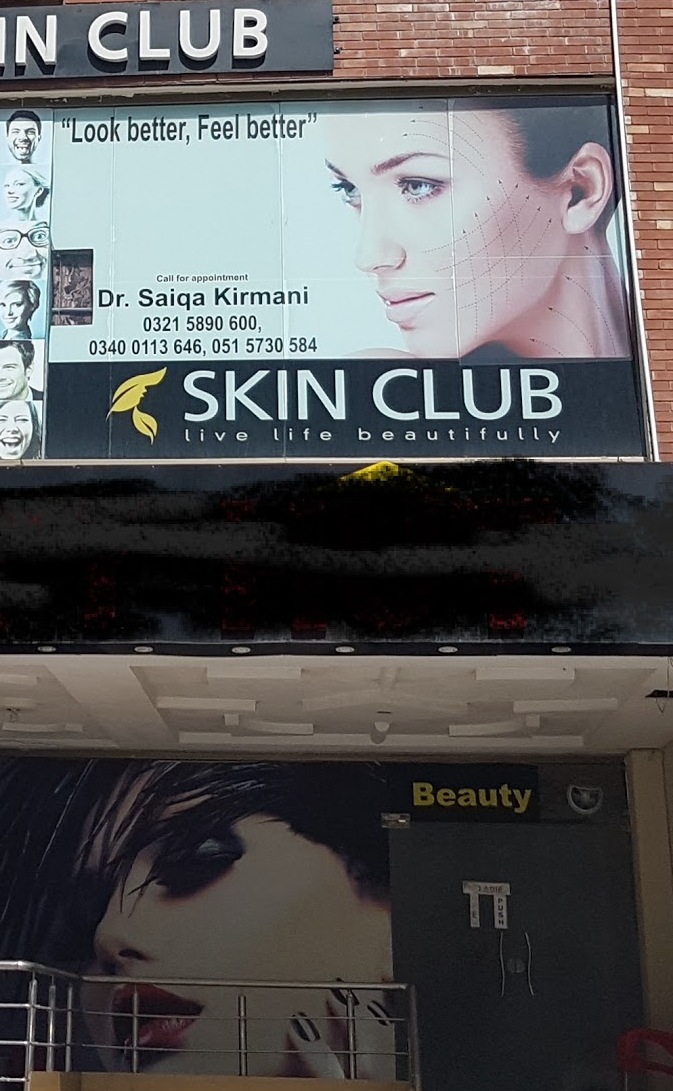 IN CLUB
“Look better, Feel better”
Call for appointment
Dr. Saiqa Kirmani
0321 5890 600,
0340 0113 646, 051 5730 584
SKIN CLUB
live life beautifully
Beauty
PUSH